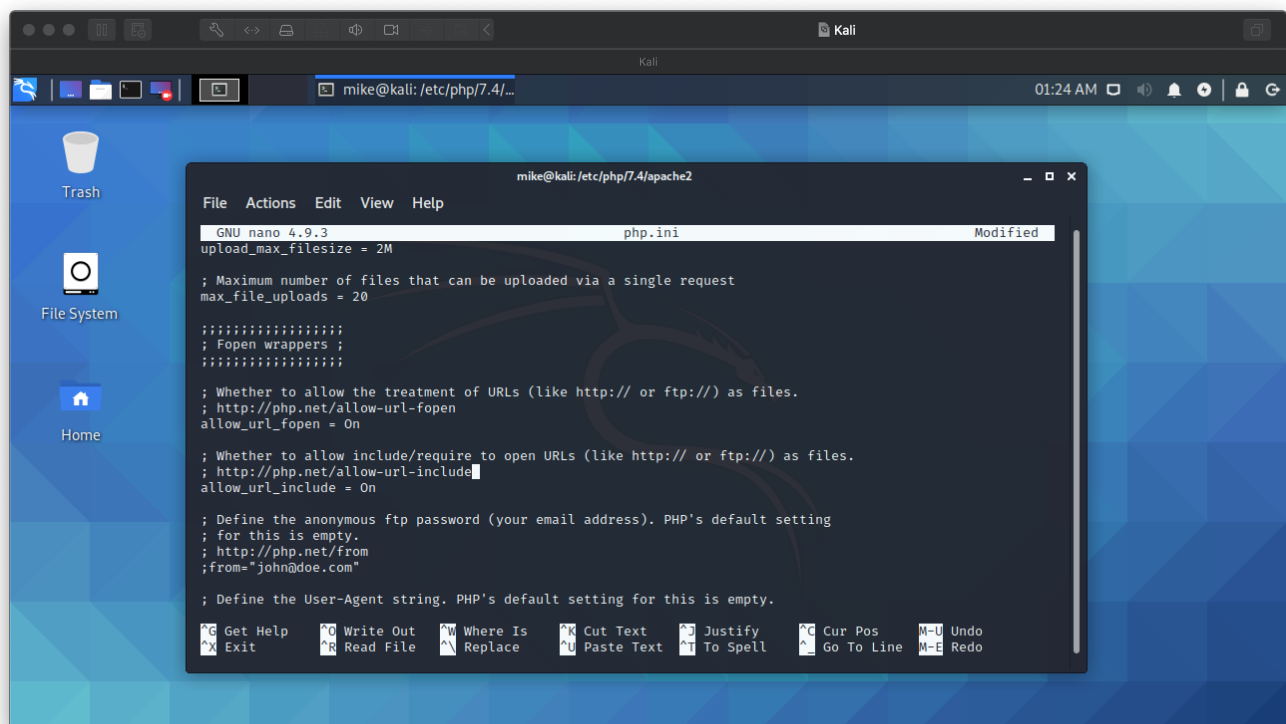 Kali
Kali
mike@kali: /etc/php/7.4/...
01:24 AM
Trash
File System
Home
mike@kali: /etc/php/7.4/apache2
File Actions Edit View Help
GNU nano 4.9.3 php.ini Modified
upload_max_filesize = 2M
; Maximum number of files that can be uploaded via a single request
max_file_uploads = 20
;;;;;;;;;;;;;;;;;;
; Fopen wrappers ;
;;;;;;;;;;;;;;;;;;
; Whether to allow the treatment of URLs (like http:// or ftp://) as files.
; http://php.net/allow-url-fopen
allow_url_fopen = On
; Whether to allow include/require to open URLs (like http:// or ftp://) as files.
; http://php.net/allow-url-include
allow_url_include = On
; Define the anonymous ftp password (your email address). PHP's default setting
; for this is empty.
; http://php.net/from
;from="john@doe.com"
; Define the User-Agent string. PHP's default setting for this is empty.
^G Get Help ^O Write Out ^W Where Is ^K Cut Text ^J Justify ^C Cur Pos M-U Undo
^X Exit ^R Read File ^\ Replace ^U Paste Text ^T To Spell ^_ Go To Line M-E Redo